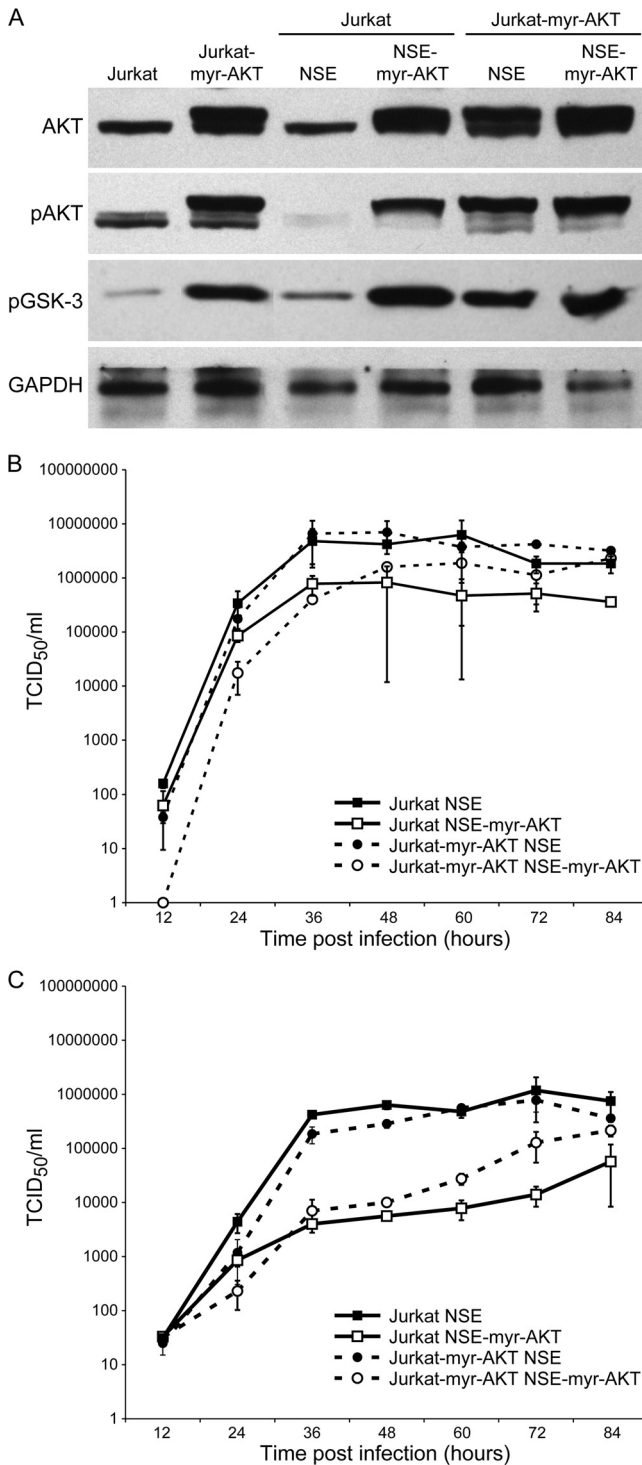 A
Jurkat
Jurkat-myr-AKT
Jurkat
Jurkat-
myr-AKT
NSE
NSE-
myr-AKT
NSE
NSE-
myr-AKT
AKT
pAKT
pGSK-3
GAPDH
B
100000000
10000000
1000000
100000
10000
1000
100
10
1
TCID50/ml
Jurkat NSE
Jurkat NSE-myr-AKT
Jurkat-myr-AKT NSE
Jurkat-myr-AKT NSE-myr-AKT
12 24 36 48 60 72 84
Time post infection (hours)
C
100000000
10000000
1000000
100000
10000
1000
100
10
1
TCID50/ml
Jurkat NSE
Jurkat NSE-myr-AKT
Jurkat-myr-AKT NSE
Jurkat-myr-AKT NSE-myr-AKT
12 24 36 48 60 72 84
Time post infection (hours)